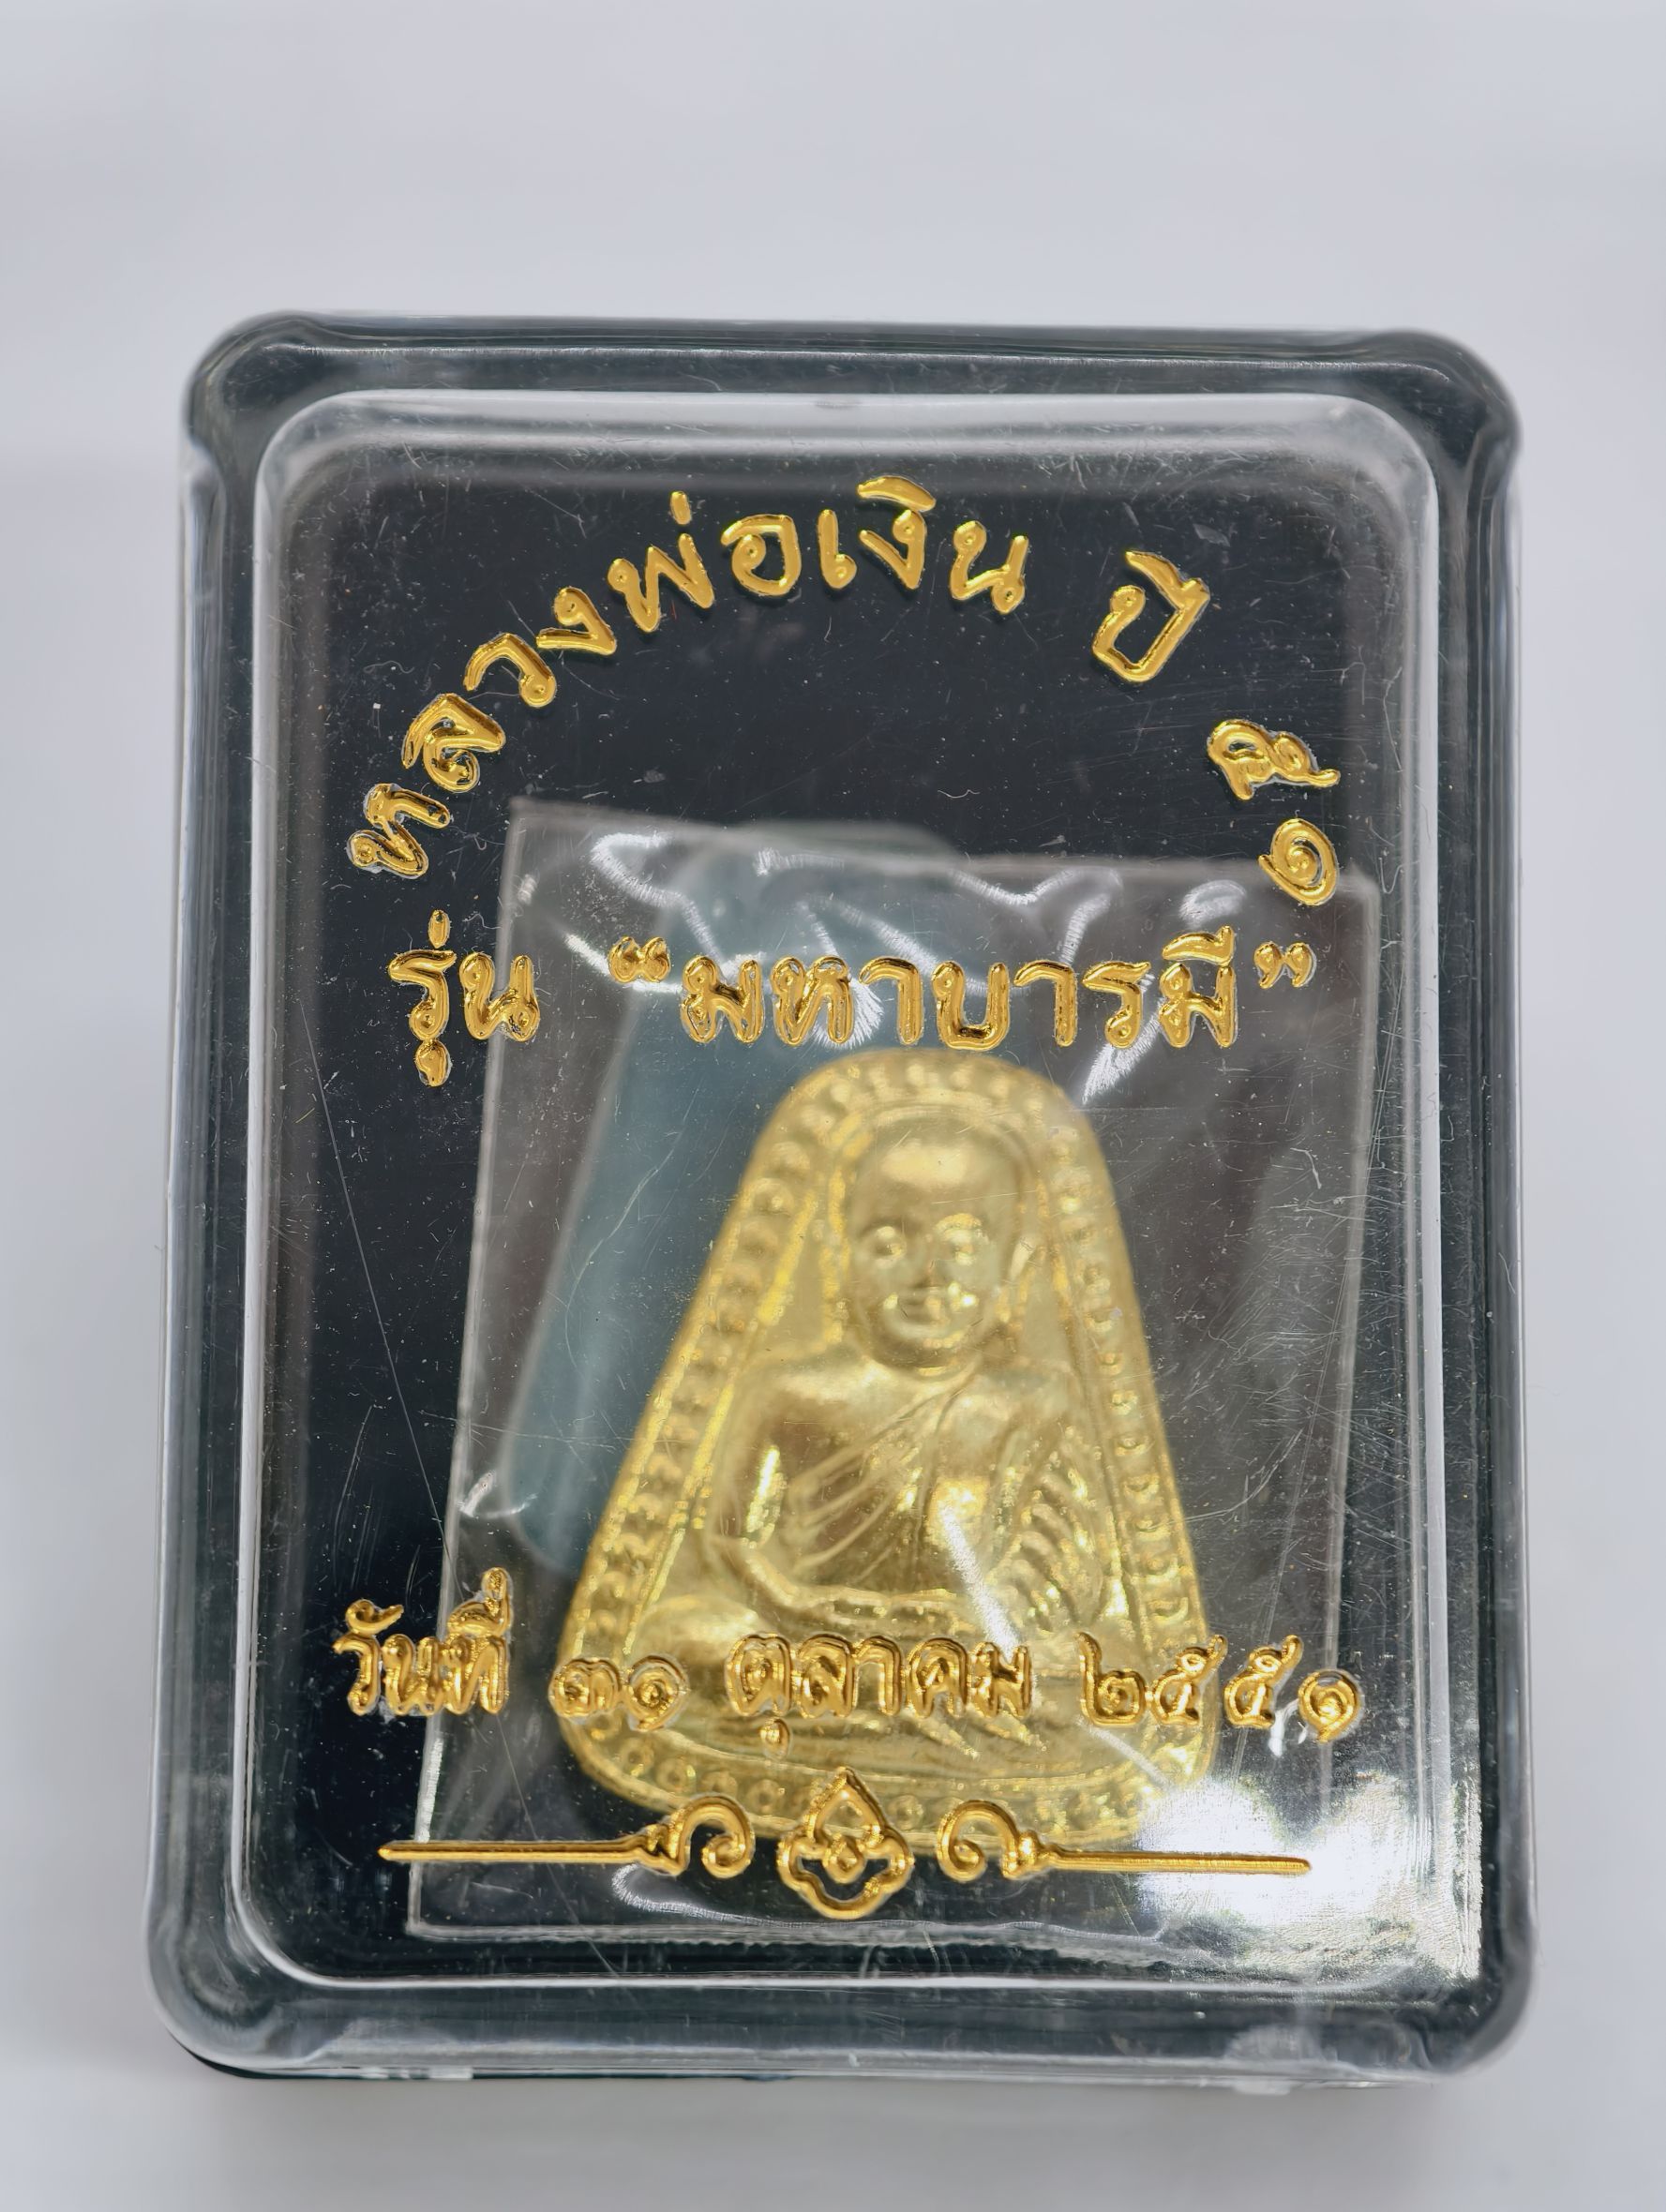 หลวงพ่อเงิน ปี ๕๑
รุ่น “มหาบารมี”
วันที่ ๓๑ ตุลาคม ๒๕๕๑